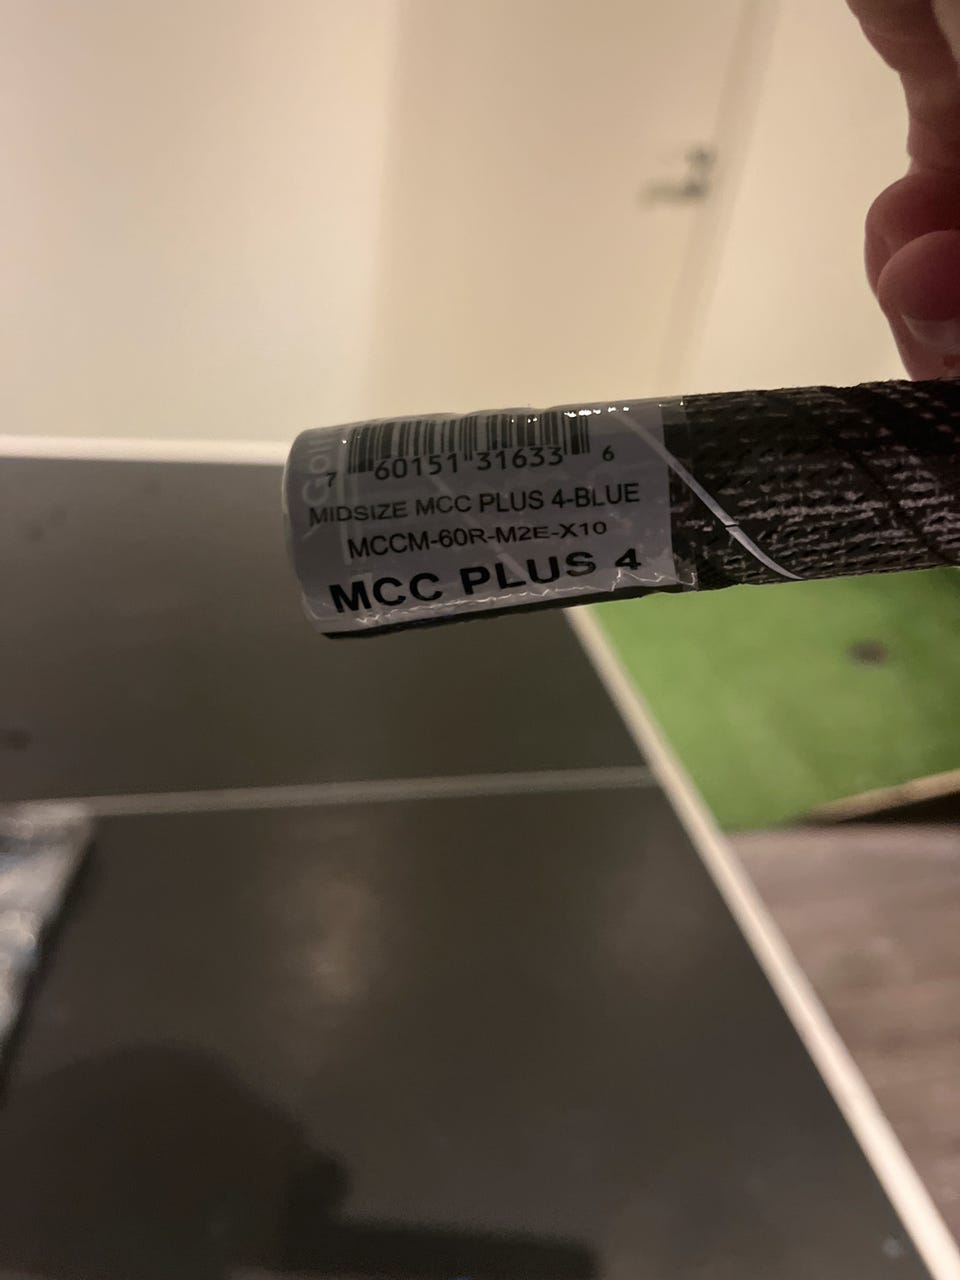 7 60151 31633 6
MIDSIZE MCC PLUS 4-BLUE
MCCM-60R-M2E-X10
MCC PLUS 4